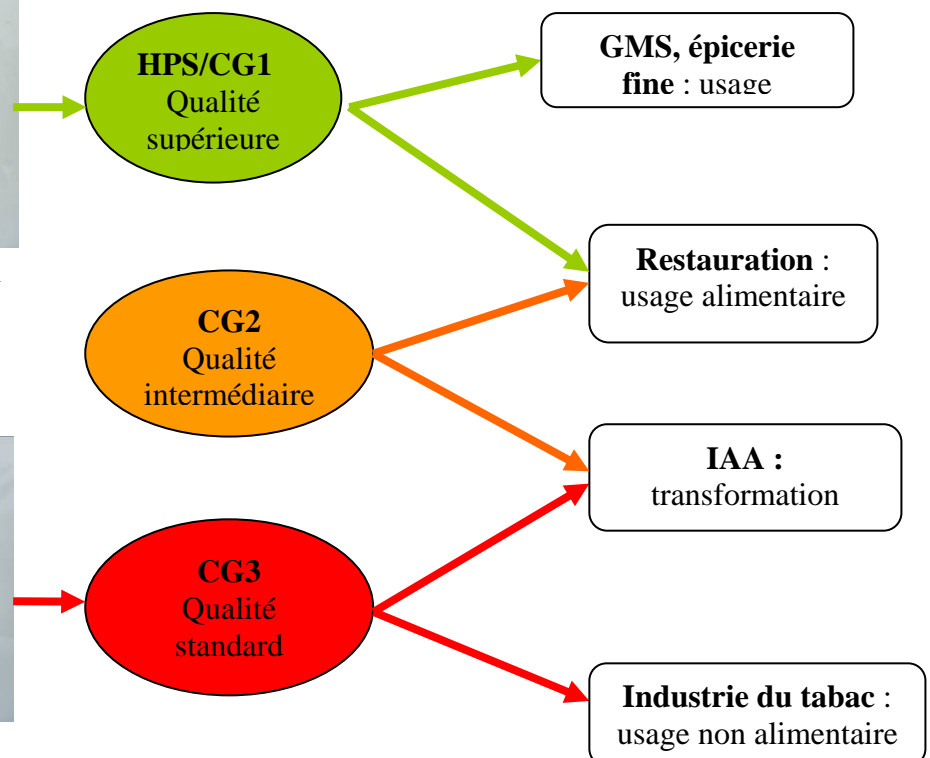 HPS/CG1
Qualité
supérieure
GMS, épicerie
fine : usage
Restauration :
usage alimentaire
CG2
Qualité
intermédiaire
IAA :
transformation
CG3
Qualité
standard
Industrie du tabac :
usage non alimentaire